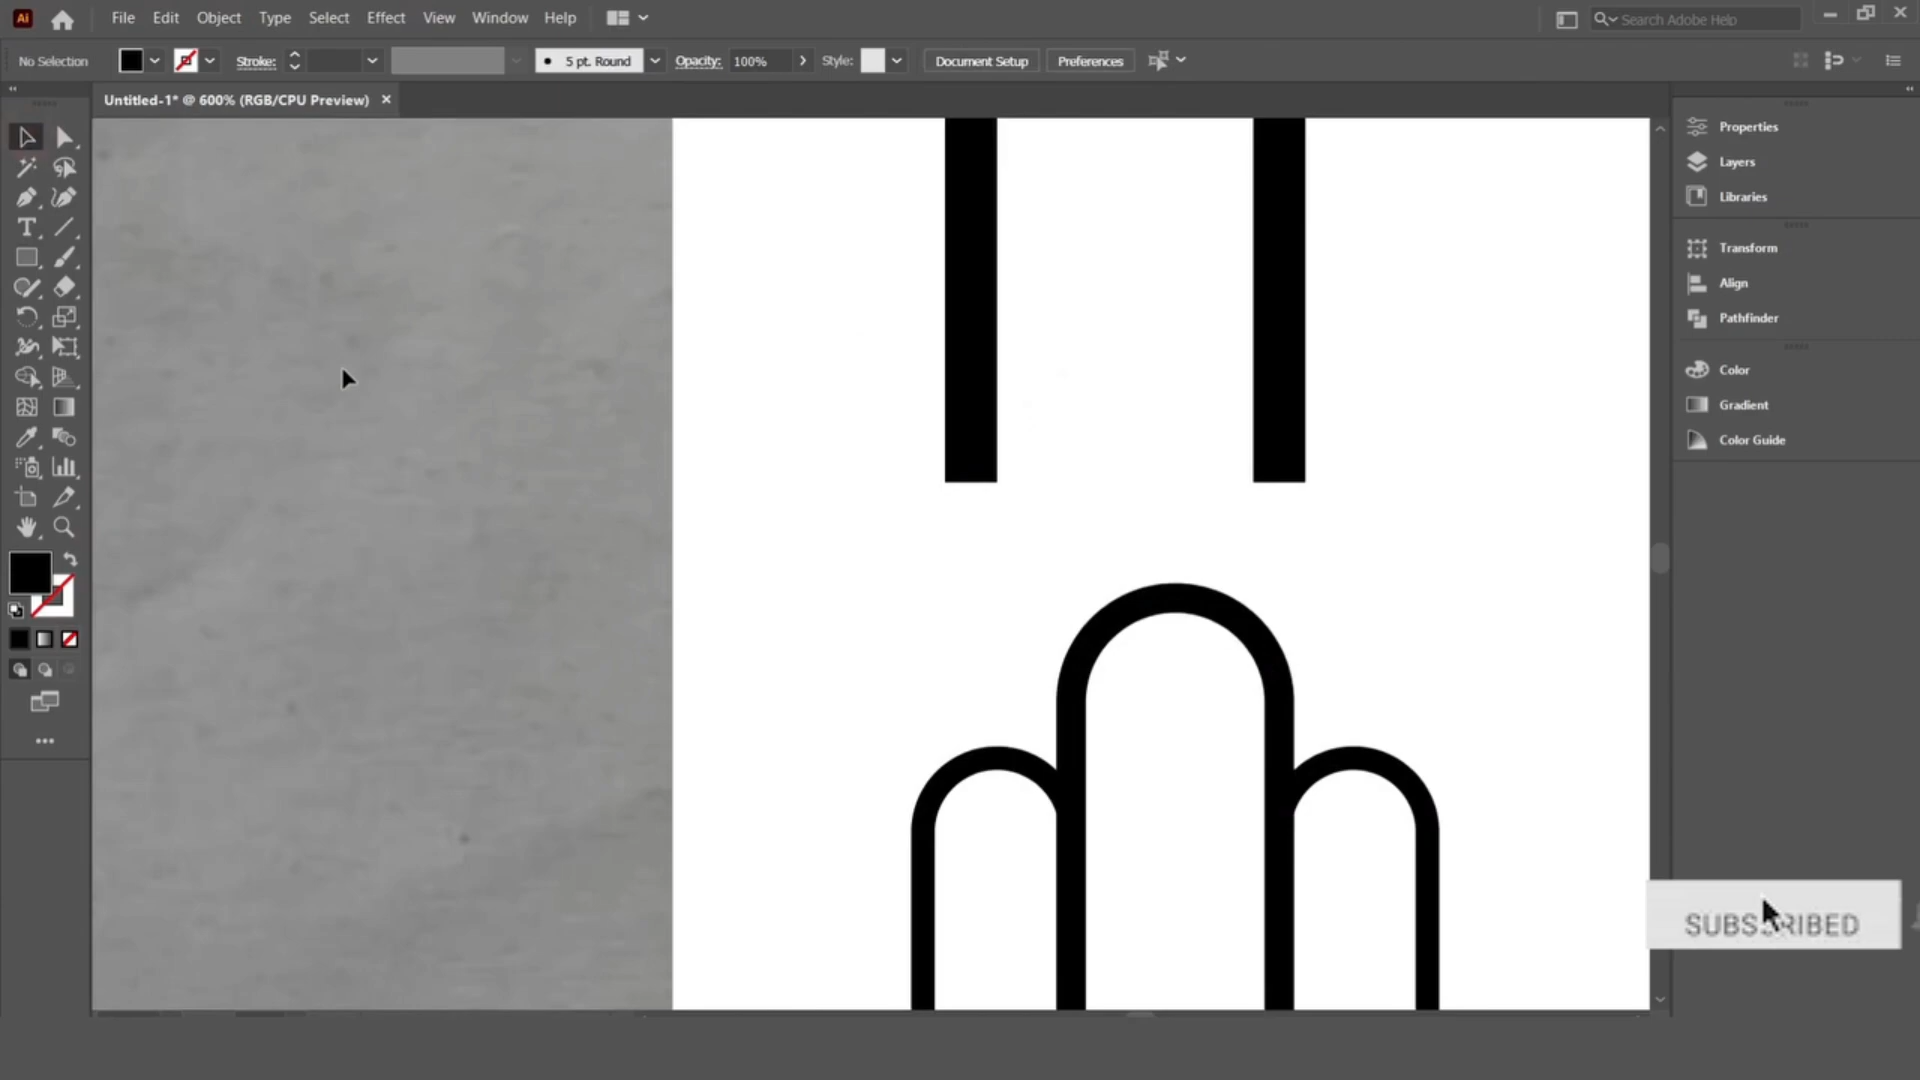 Ai File Edit Object Type Select Effect View Window Help Search Adobe Help
No Selection Stroke: 5 pt. Round Opacity: 100% Style: Document Setup Preferences
Untitled-1* @ 600% (RGB/CPU Preview)
Properties
Layers
Libraries
Transform
Align
Pathfinder
Color
Gradient
Color Guide
SUBSCRIBED